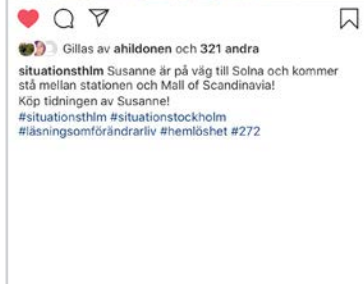 Gillas av ahildonen och 321 andra
situationsthlm Susanne är på väg till Solna och kommer
stå mellan stationen och Mall of Scandinavia!
Köp tidningen av Susanne!
#situationsthlm #situationstockholm
#läsningsomförändrarliv #hemlöshet #272